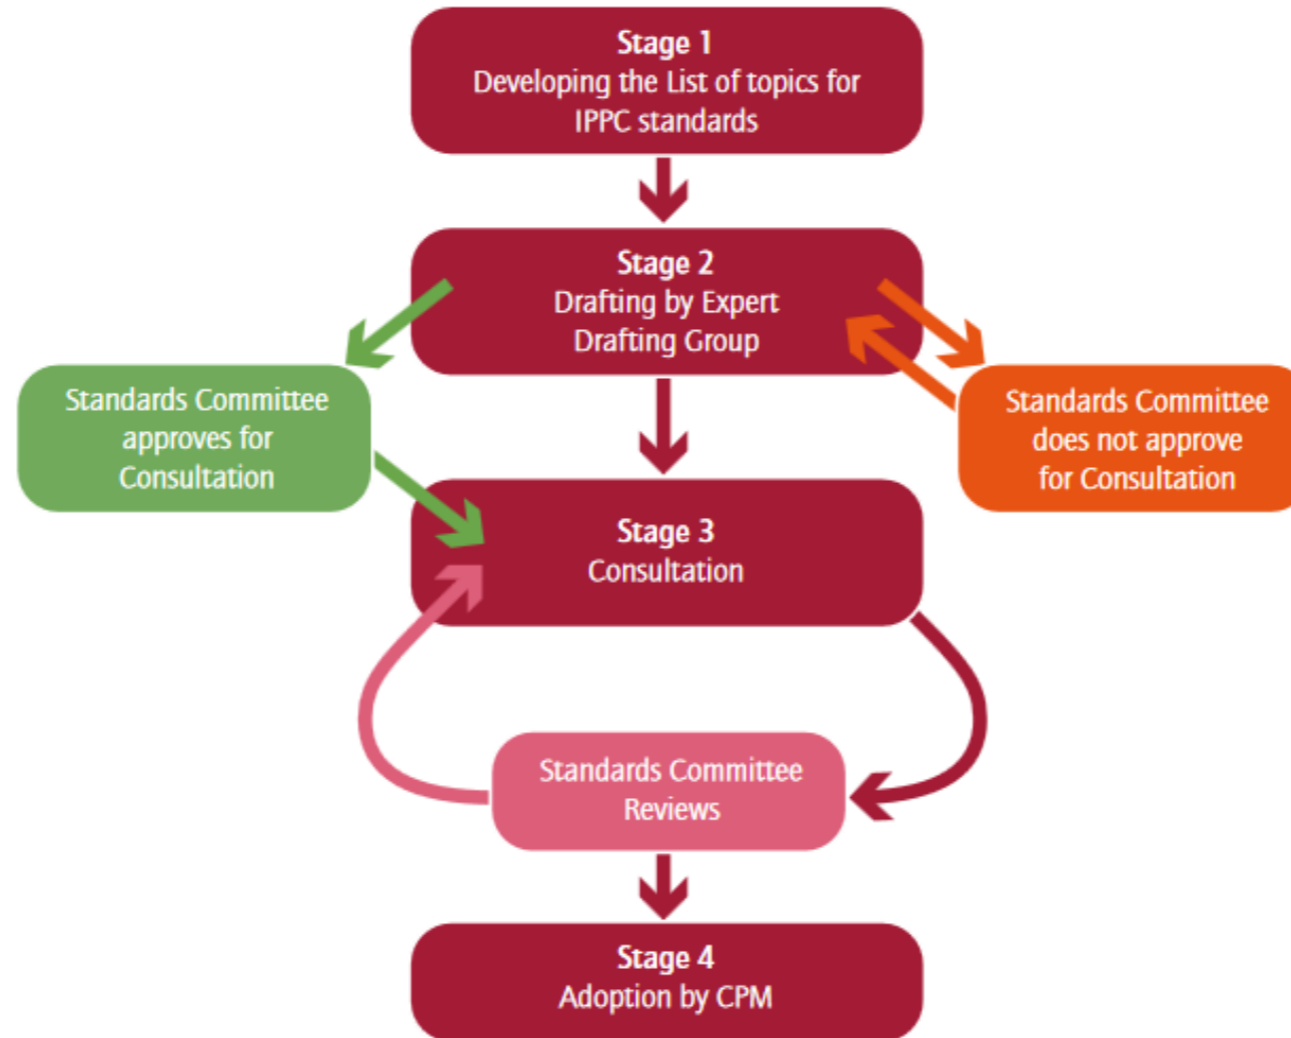 Stage 1
Developing the List of topics for
IPPC standards
Stage 2
Drafting by Expert
Drafting Group
Standards Committee
approves for
Consultation
Standards Committee
does not approve
for Consultation
Stage 3
Consultation
Standards Committee
Reviews
Stage 4
Adoption by CPM